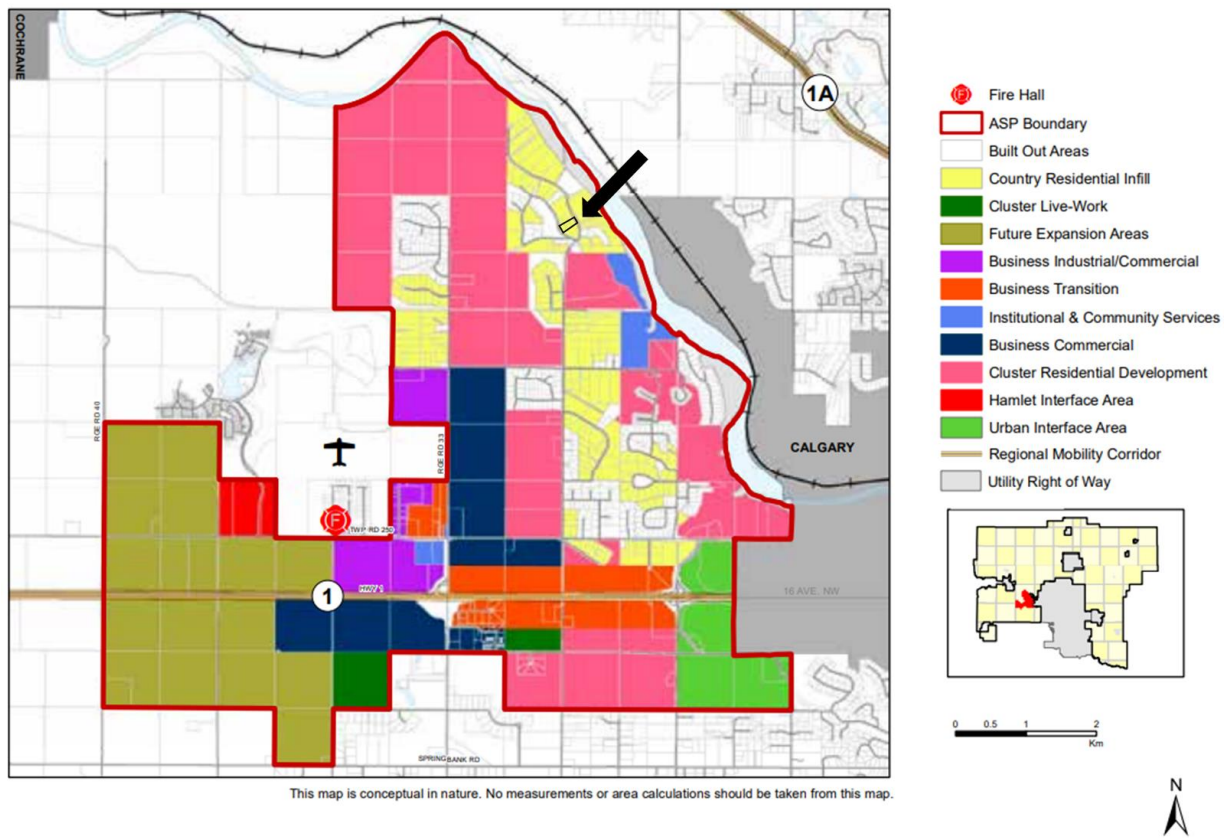 COCHRANE
1A
RGE RD 40
RGE RD 33
CALGARY
F
TWP RD 250
HWY 1
1
16 AVE. NW
SPRINGBANK RD
This map is conceptual in nature. No measurements or area calculations should be taken from this map.
F Fire Hall
ASP Boundary
Built Out Areas
Country Residential Infill
Cluster Live-Work
Future Expansion Areas
Business Industrial/Commercial
Business Transition
Institutional & Community Services
Business Commercial
Cluster Residential Development
Hamlet Interface Area
Urban Interface Area
Regional Mobility Corridor
Utility Right of Way
0 0.5 1 2
Km
N